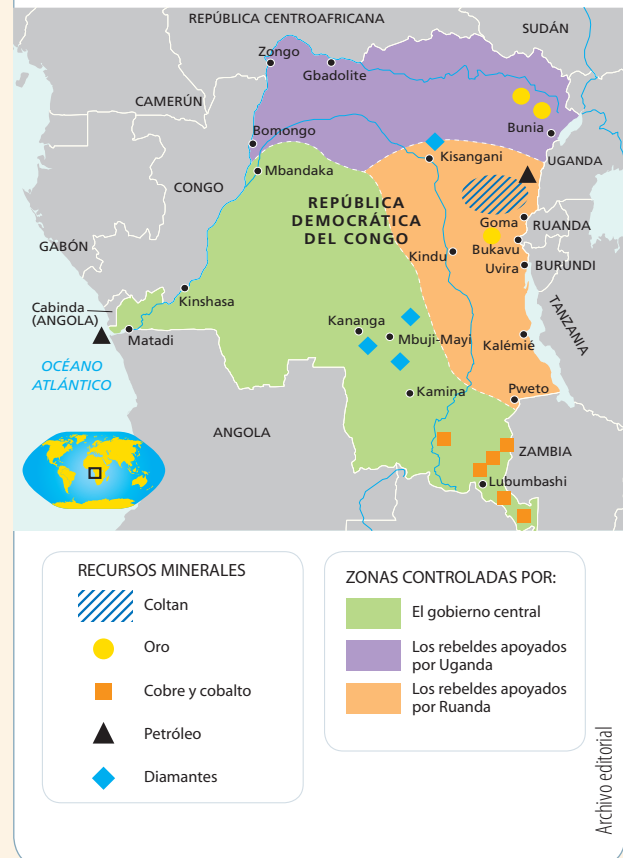 REPÚBLICA CENTROAFRICANA
SUDÁN
Zongo
Gbadolite
CAMERÚN
Bunia
Bomongo
Kisangani
UGANDA
Mbandaka
CONGO
REPÚBLICA
DEMOCRÁTICA
DEL CONGO
Goma
RUANDA
GABÓN
Bukavu
Kindu
Uvira
BURUNDI
Kinshasa
Cabinda
(ANGOLA)
TANZANIA
Kananga
Mbuji-Mayi
Matadi
Kalémié
OCÉANO
ATLÁNTICO
Kamina
Pweto
ANGOLA
ZAMBIA
Lubumbashi
RECURSOS MINERALES
Coltan
Oro
Cobre y cobalto
Petróleo
Diamantes
ZONAS CONTROLADAS POR:
El gobierno central
Los rebeldes apoyados
por Uganda
Los rebeldes apoyados
por Ruanda
Archivo editorial